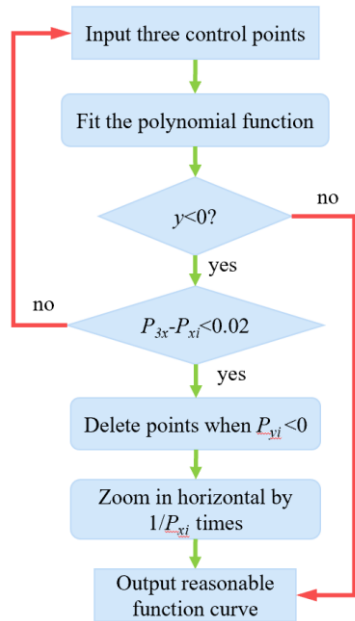 Input three control points
Fit the polynomial function
y<0?
no
yes
no
P3x-Pxi<0.02
yes
Delete points when Pyi<0
Zoom in horizontal by
1/Pxi times
Output reasonable
function curve